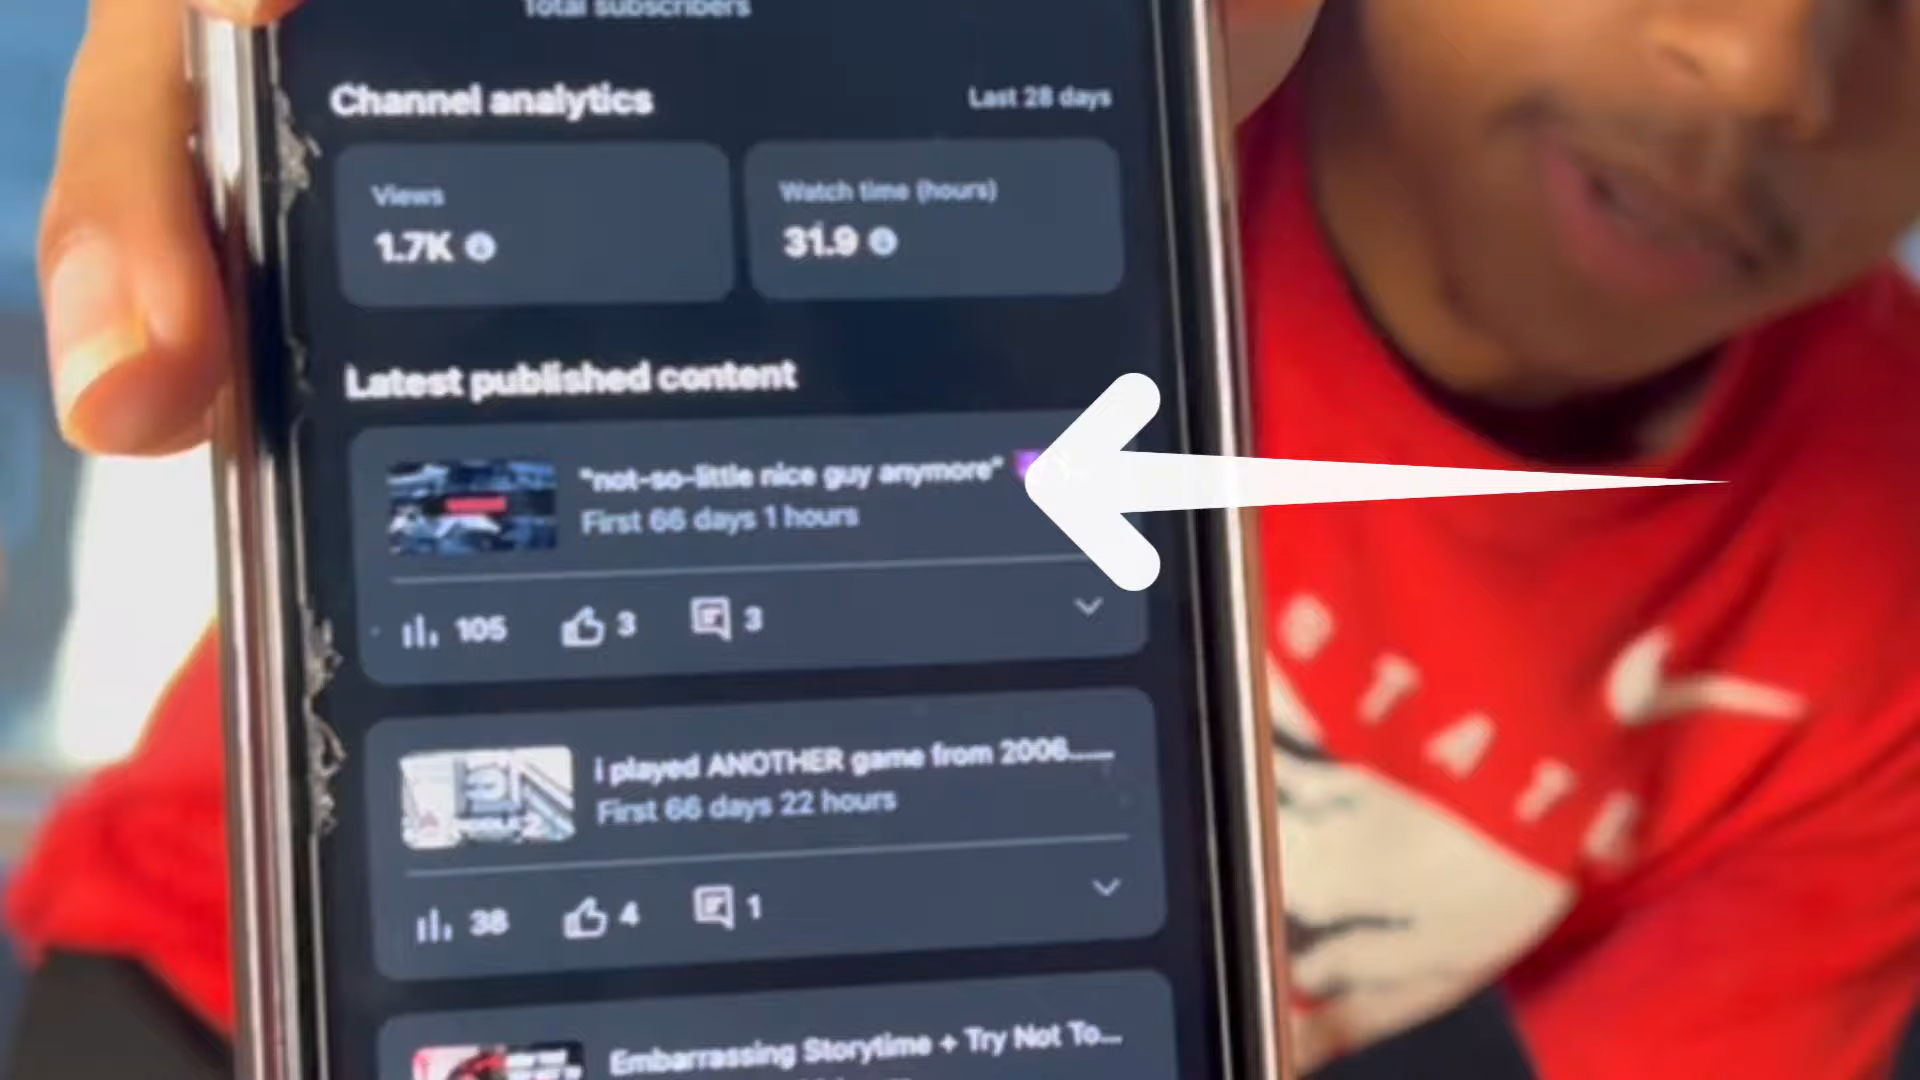 Total subscribers
Channel analytics
Last 28 days
Views
Watch time (hours)
1.7K
31.9
Latest published content
"not-so-little nice guy anymore"
First 66 days 1 hours
105
3
3
i played ANOTHER game from 2006......
First 66 days 22 hours
38
4
1
Embarrassing Storytime + Try Not To...
STATE